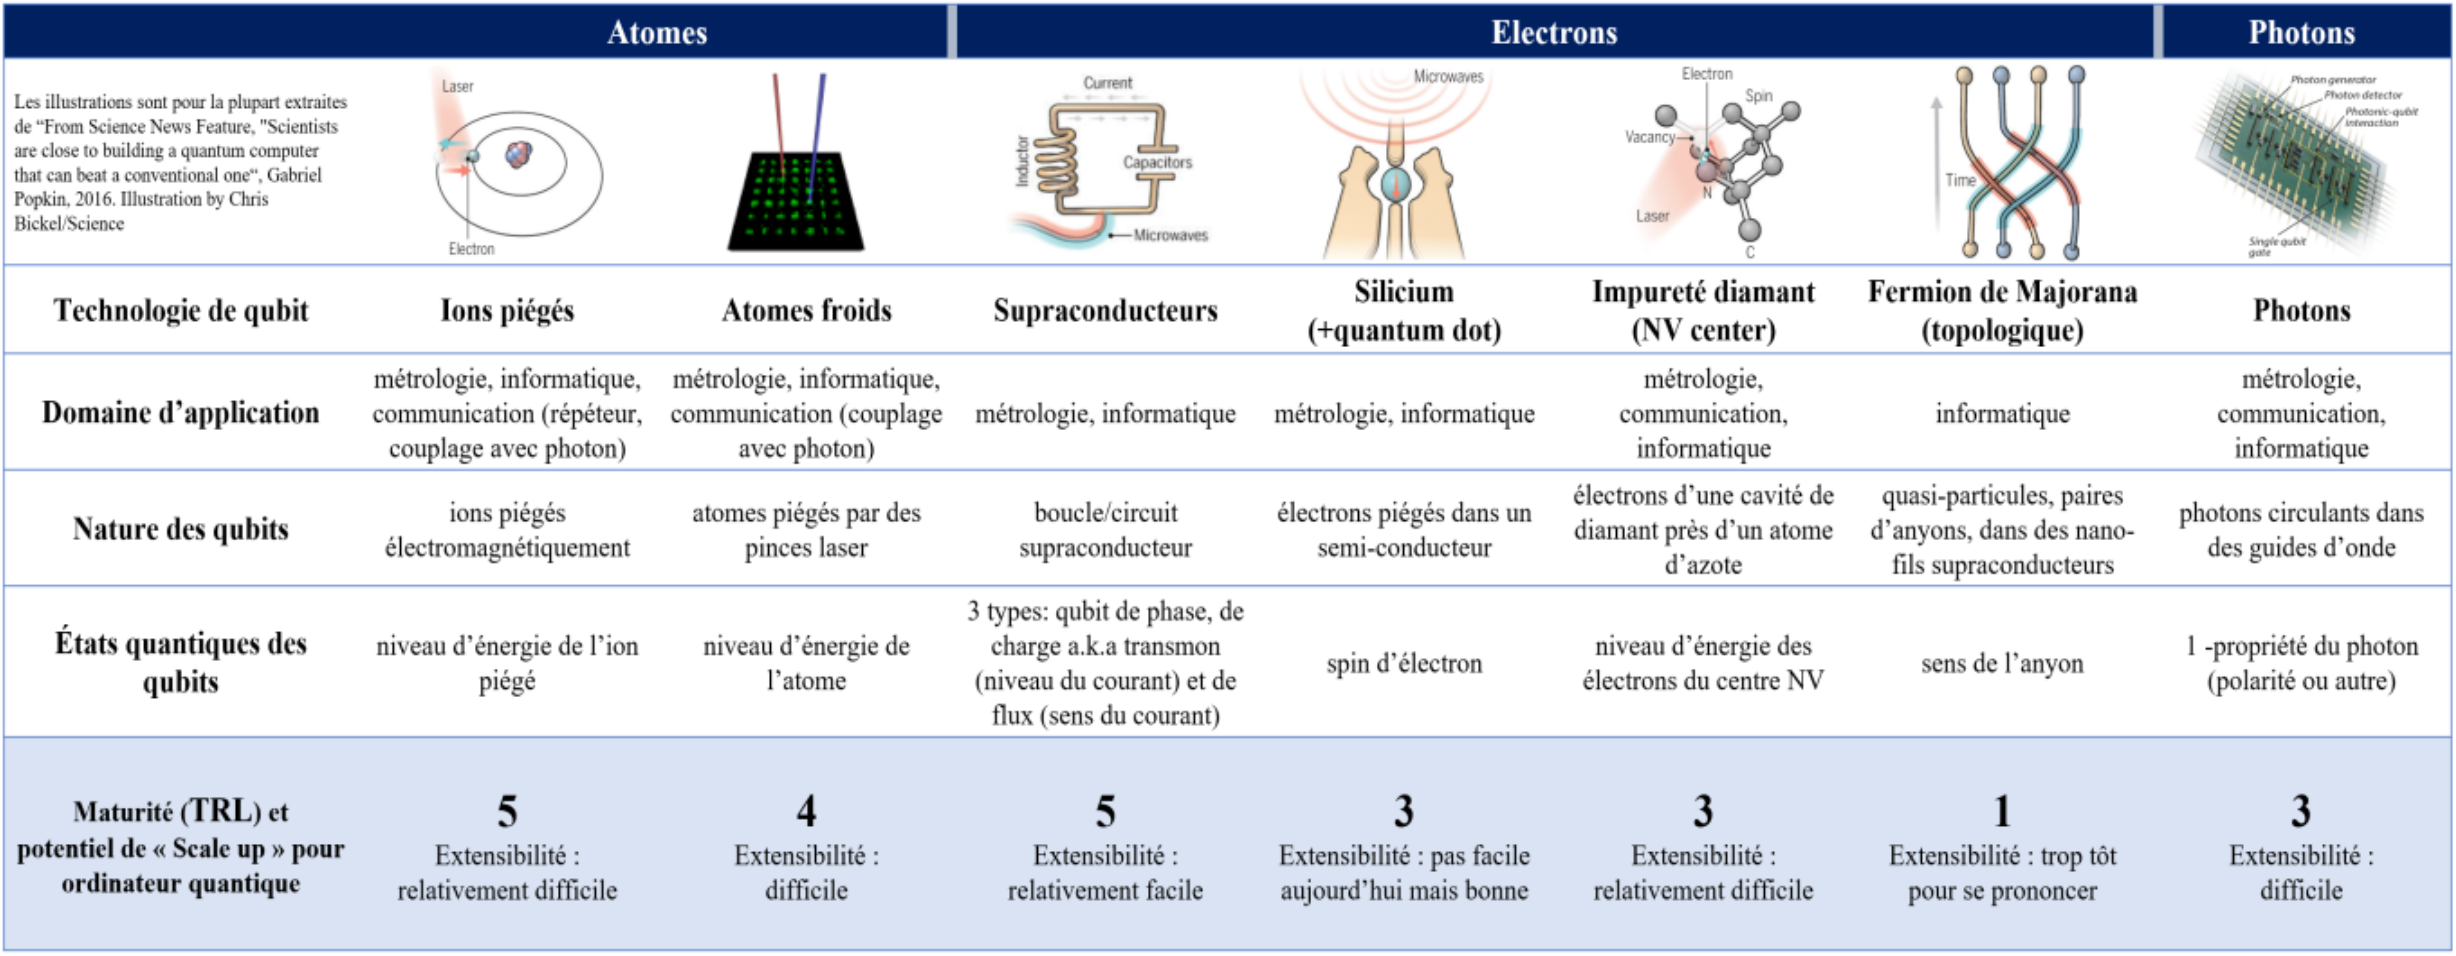 Atomes
Electrons
Photons
Les illustrations sont pour la plupart extraites
de “From Science News Feature, "Scientists
are close to building a quantum computer
that can beat a conventional one“, Gabriel
Popkin, 2016. Illustration by Chris
Bickel/Science
Laser
Electron
Current
Inductor
Capacitors
Microwaves
Microwaves
Electron
Spin
Vacancy
N
Laser
C
Time
Photon generator
Photon detector
Photonic-qubit
interaction
Single qubit
gate
Technologie de qubit
Ions piégés
Atomes froids
Supraconducteurs
Silicium
(+quantum dot)
Impureté diamant
(NV center)
Fermion de Majorana
(topologique)
Photons
Domaine d’application
métrologie, informatique,
communication (répéteur,
couplage avec photon)
métrologie, informatique,
communication (couplage
avec photon)
métrologie, informatique
métrologie, informatique
métrologie,
communication,
informatique
informatique
métrologie,
communication,
informatique
Nature des qubits
ions piégés
électromagnétiquement
atomes piégés par des
pinces laser
boucle/circuit
supraconducteur
électrons piégés dans un
semi-conducteur
électrons d’une cavité de
diamant près d’un atome
d’azote
quasi-particules, paires
d’anyons, dans des nano-
fils supraconducteurs
photons circulants dans
des guides d’onde
États quantiques des
qubits
niveau d’énergie de l’ion
piégé
niveau d’énergie de
l’atome
3 types: qubit de phase, de
charge a.k.a transmon
(niveau du courant) et de
flux (sens du courant)
spin d’électron
niveau d’énergie des
électrons du centre NV
sens de l’anyon
1 -propriété du photon
(polarité ou autre)
Maturité (TRL) et
potentiel de « Scale up » pour
ordinateur quantique
5
Extensibilité :
relativement difficile
4
Extensibilité :
difficile
5
Extensibilité :
relativement facile
3
Extensibilité : pas facile
aujourd’hui mais bonne
3
Extensibilité :
relativement difficile
1
Extensibilité : trop tôt
pour se prononcer
3
Extensibilité :
difficile